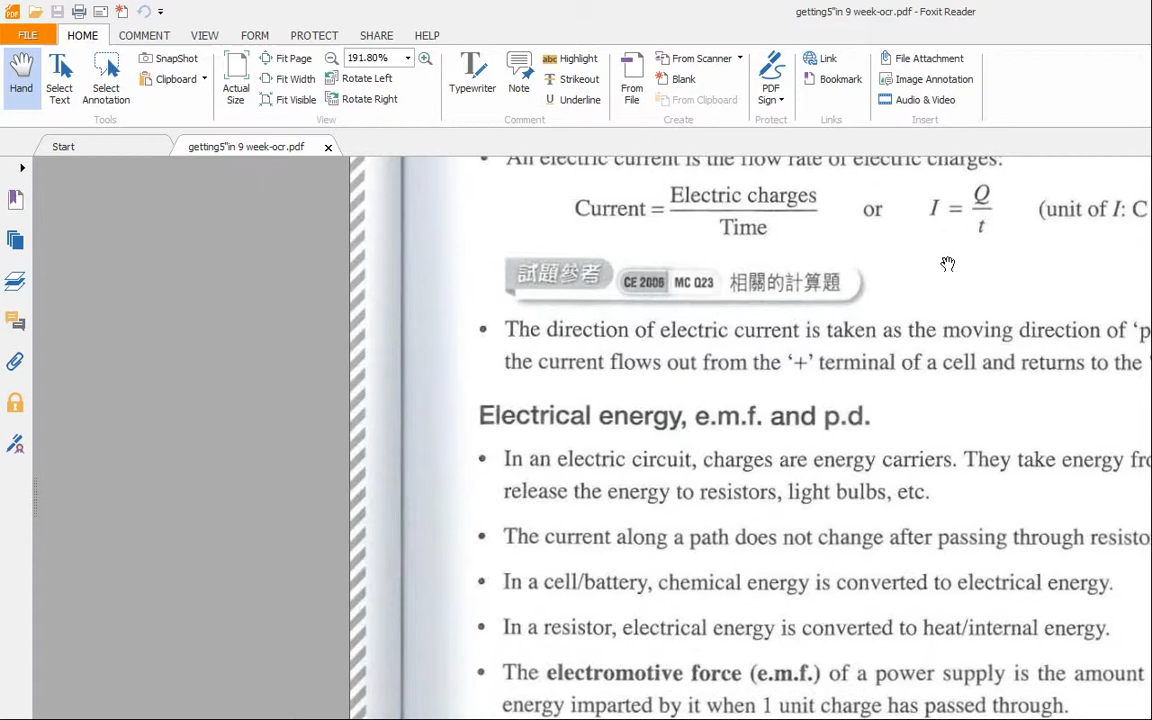 getting5"in 9 week-ocr.pdf - Foxit Reader
FILE HOME COMMENT VIEW FORM PROTECT SHARE HELP
Hand
Select Text
Select Annotation
SnapShot
Clipboard
Tools
Actual Size
Fit Page
Fit Width
Fit Visible
191.80%
Rotate Left
Rotate Right
View
Typewriter
Note
Highlight
Strikeout
Underline
Comment
From File
From Scanner
Blank
From Clipboard
Create
PDF Sign
Protect
Link
Bookmark
Links
File Attachment
Image Annotation
Audio & Video
Insert
Start
getting5"in 9 week-ocr.pdf
• An electric current is the flow rate of electric charges:
Current = Electric charges / Time or I = Q / t (unit of I: C
試題參考 CE 2006 MC Q23 相關的計算題
• The direction of electric current is taken as the moving direction of ‘p
the current flows out from the ‘+’ terminal of a cell and returns to the
Electrical energy, e.m.f. and p.d.
• In an electric circuit, charges are energy carriers. They take energy fro
release the energy to resistors, light bulbs, etc.
• The current along a path does not change after passing through resisto
• In a cell/battery, chemical energy is converted to electrical energy.
• In a resistor, electrical energy is converted to heat/internal energy.
• The electromotive force (e.m.f.) of a power supply is the amount
energy imparted by it when 1 unit charge has passed through.